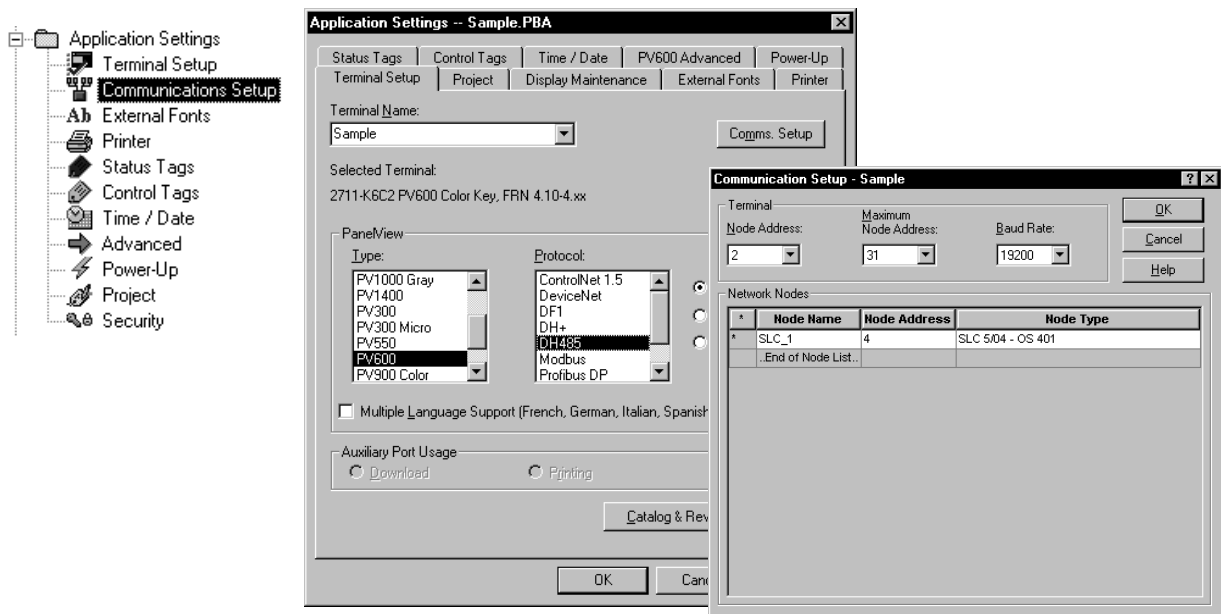 Application Settings
Terminal Setup
Communications Setup
Ab External Fonts
Printer
Status Tags
Control Tags
Time / Date
Advanced
Power-Up
Project
Security
Application Settings -- Sample.PBA
Status Tags Control Tags Time / Date PV600 Advanced Power-Up
Terminal Setup Project Display Maintenance External Fonts Printer
Terminal Name:
Sample
Comms. Setup
Selected Terminal:
2711-K6C2 PV600 Color Key, FRN 4.10-4.xx
PanelView
Type:
PV1000 Gray
PV1400
PV300
PV300 Micro
PV550
PV600
PV900 Color
Protocol:
ControlNet 1.5
DeviceNet
DF1
DH+
DH485
Modbus
Profibus DP
Multiple Language Support (French, German, Italian, Spanish
Auxiliary Port Usage
Download Printing
Catalog & Rev
OK Canc
Communication Setup - Sample
Terminal
Node Address:
2
Maximum
Node Address:
31
Baud Rate:
19200
OK
Cancel
Help
Network Nodes
* Node Name Node Address Node Type
* SLC_1 4 SLC 5/04 - OS 401
..End of Node List..